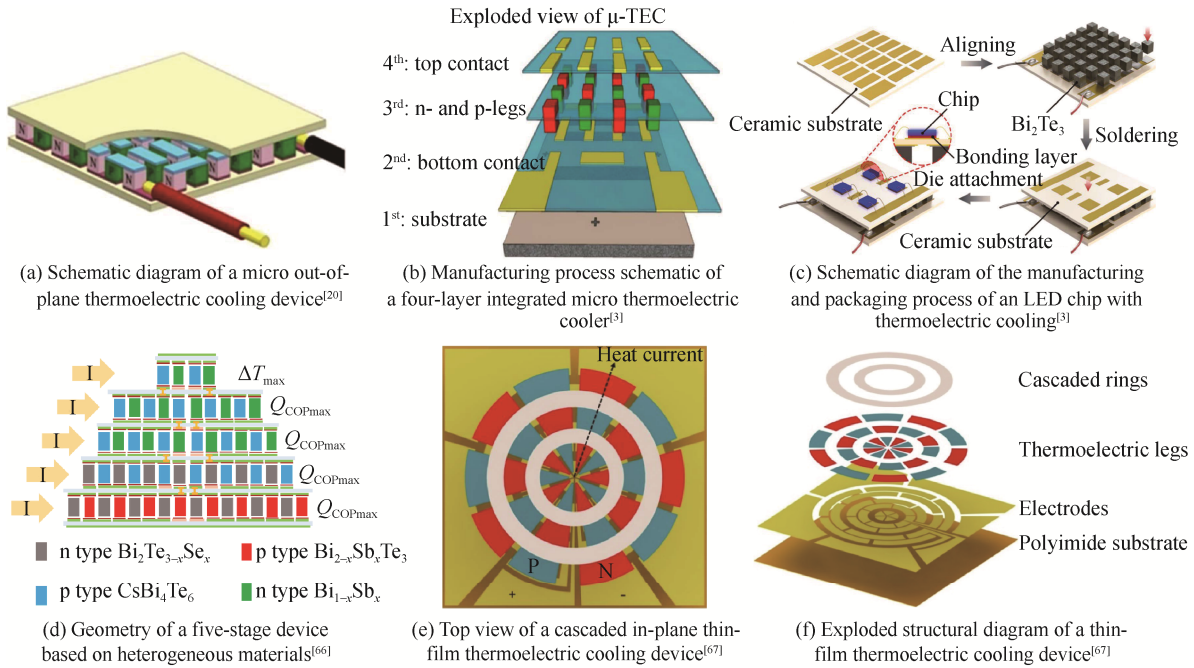 N
P
N
P
N
N
(a) Schematic diagram of a micro out-of-
plane thermoelectric cooling device[20]
Exploded view of μ-TEC
4th: top contact
3rd: n- and p-legs
2nd: bottom contact
1st: substrate
+
(b) Manufacturing process schematic of
a four-layer integrated micro thermoelectric
cooler[3]
Aligning
Ceramic substrate
Bi2Te3
Chip
Soldering
Bonding layer
Die attachment
Ceramic substrate
(c) Schematic diagram of the manufacturing
and packaging process of an LED chip with
thermoelectric cooling[3]
I
ΔTmax
I
QCOPmax
I
QCOPmax
I
QCOPmax
I
QCOPmax
n type Bi2Te3–xSex
p type Bi2–xSbxTe3
p type CsBi4Te6
n type Bi1–xSbx
(d) Geometry of a five-stage device
based on heterogeneous materials[66]
Heat current
P
N
+
-
(e) Top view of a cascaded in-plane thin-
film thermoelectric cooling device[67]
Cascaded rings
Thermoelectric legs
Electrodes
Polyimide substrate
(f) Exploded structural diagram of a thin-
film thermoelectric cooling device[67]